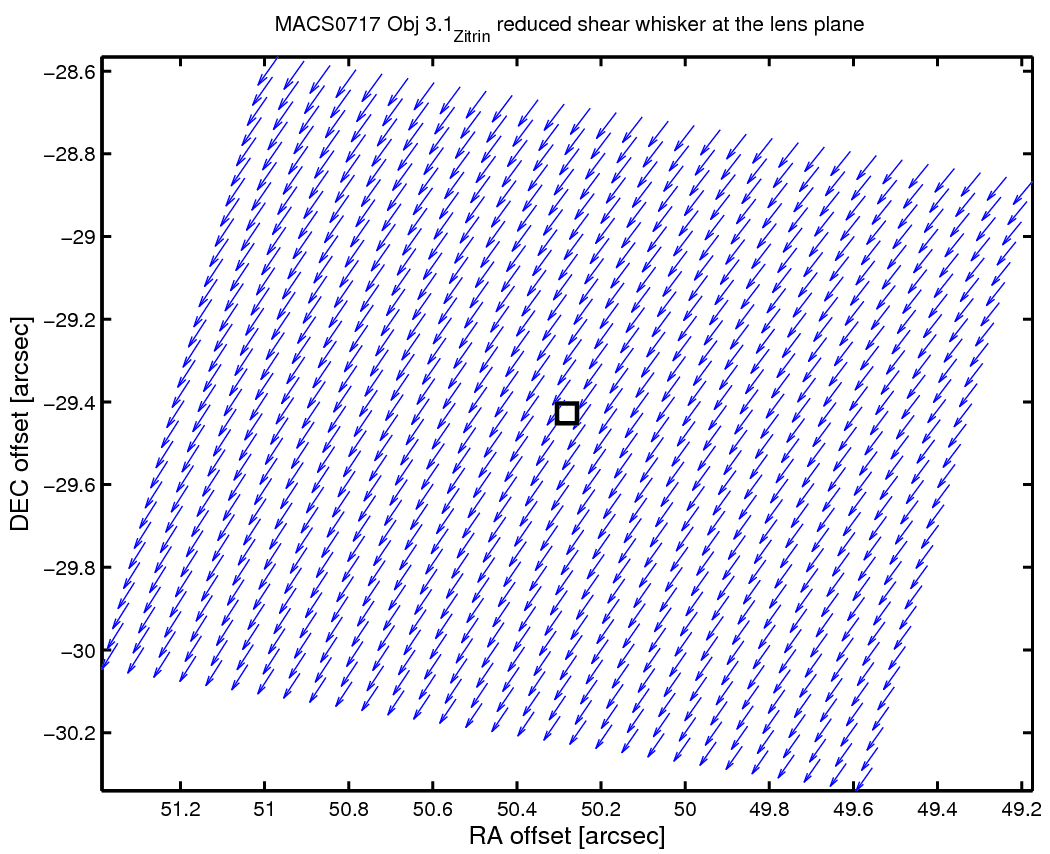 MACS0717 Obj 3.1Zitrin reduced shear whisker at the lens plane
−28.6
−28.8
−29
−29.2
−29.4
−29.6
−29.8
−30
−30.2
DEC offset [arcsec]
51.2 51 50.8 50.6 50.4 50.2 50 49.8 49.6 49.4 49.2
RA offset [arcsec]